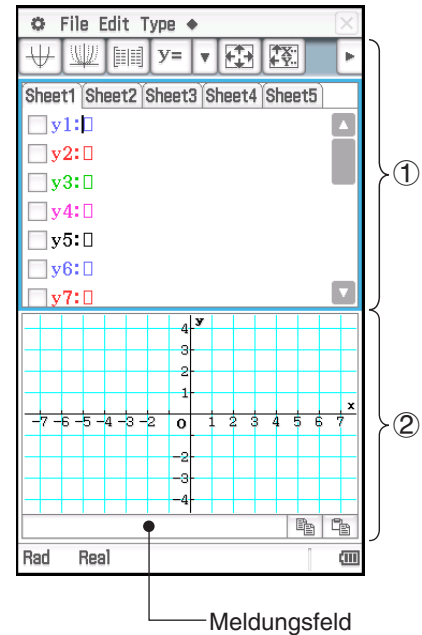 File Edit Type ◆
y=
Sheet1 Sheet2 Sheet3 Sheet4 Sheet5
①
y1:
y2:
y3:
y4:
y5:
y6:
y7:
②
y
4
3
2
1
x
-7 -6 -5 -4 -3 -2 0 1 2 3 4 5 6 7
-2
-3
-4
Rad Real
Meldungsfeld